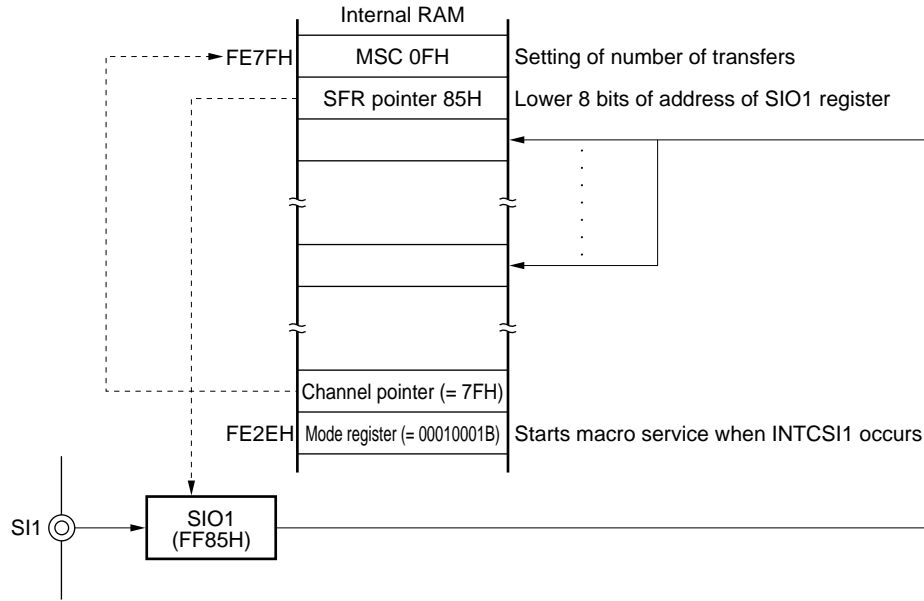 Internal RAM
FE7FH MSC 0FH Setting of number of transfers
SFR pointer 85H Lower 8 bits of address of SIO1 register
Channel pointer (= 7FH)
FE2EH Mode register (= 00010001B) Starts macro service when INTCSI1 occurs
SI1 SIO1
(FF85H)